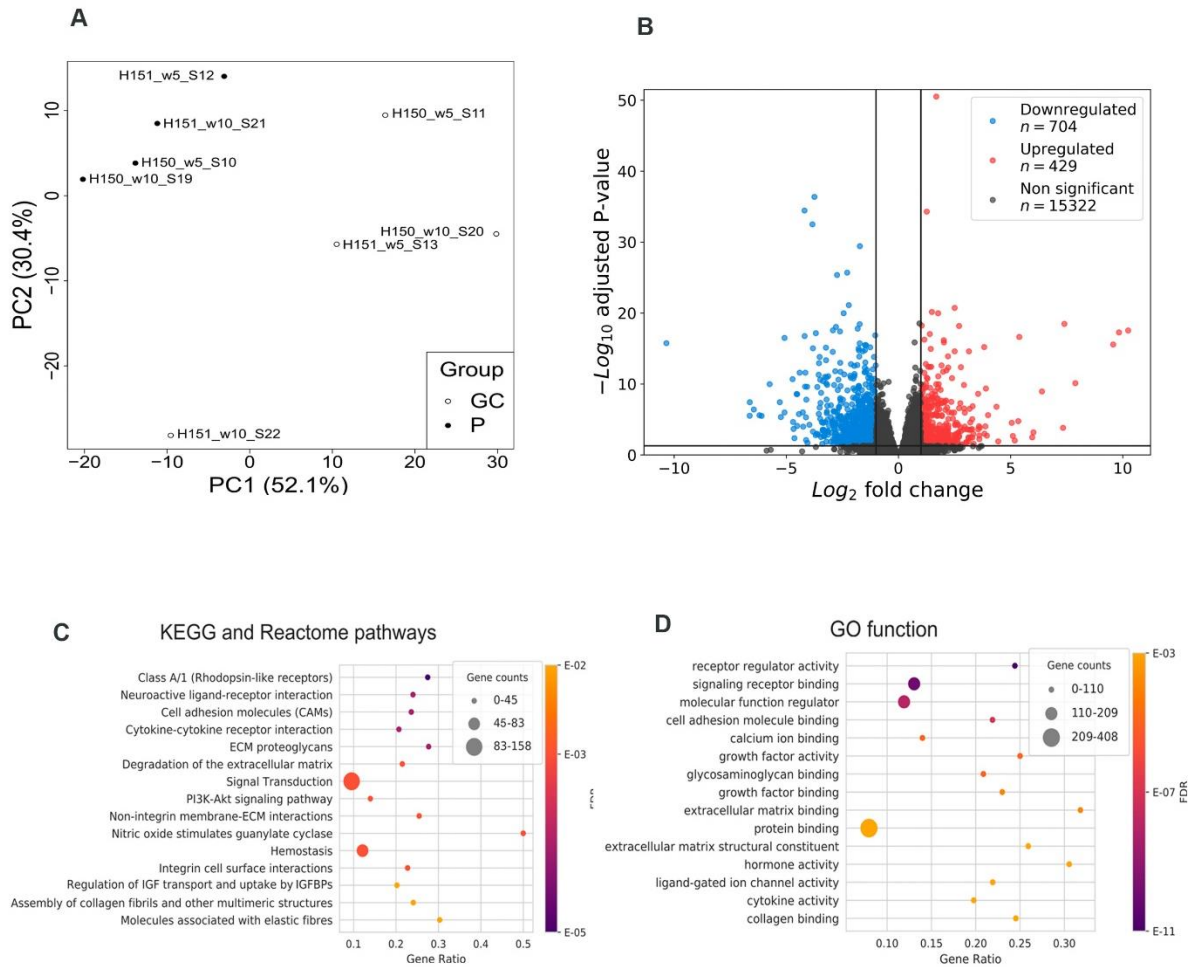 A
H151_w5_S12
H151_w10_S21
H150_w5_S10
H150_w10_S19
H150_w5_S11
H150_w10_S20
H151_w5_S13
H151_w10_S22
Group
GC
P
10
0
−10
−20
PC2 (30.4%)
−20 −10 0 10 20 30
PC1 (52.1%)
B
Downregulated
n = 704
Upregulated
n = 429
Non significant
n = 15322
50
40
30
20
10
0
−Log10 adjusted P-value
−10 −5 0 5 10
Log2 fold change
C
KEGG and Reactome pathways
Class A/1 (Rhodopsin-like receptors)
Neuroactive ligand-receptor interaction
Cell adhesion molecules (CAMs)
Cytokine-cytokine receptor interaction
ECM proteoglycans
Degradation of the extracellular matrix
Signal Transduction
PI3K-Akt signaling pathway
Non-integrin membrane-ECM interactions
Nitric oxide stimulates guanylate cyclase
Hemostasis
Integrin cell surface interactions
Regulation of IGF transport and uptake by IGFBPs
Assembly of collagen fibrils and other multimeric structures
Molecules associated with elastic fibres
Gene counts
0-45
45-83
83-158
0.1 0.2 0.3 0.4 0.5
Gene Ratio
E-02
E-03
E-05
D
GO function
receptor regulator activity
signaling receptor binding
molecular function regulator
cell adhesion molecule binding
calcium ion binding
growth factor activity
glycosaminoglycan binding
growth factor binding
extracellular matrix binding
protein binding
extracellular matrix structural constituent
hormone activity
ligand-gated ion channel activity
cytokine activity
collagen binding
Gene counts
0-110
110-209
209-408
0.10 0.15 0.20 0.25 0.30
Gene Ratio
E-03
E-07
E-11
FDR